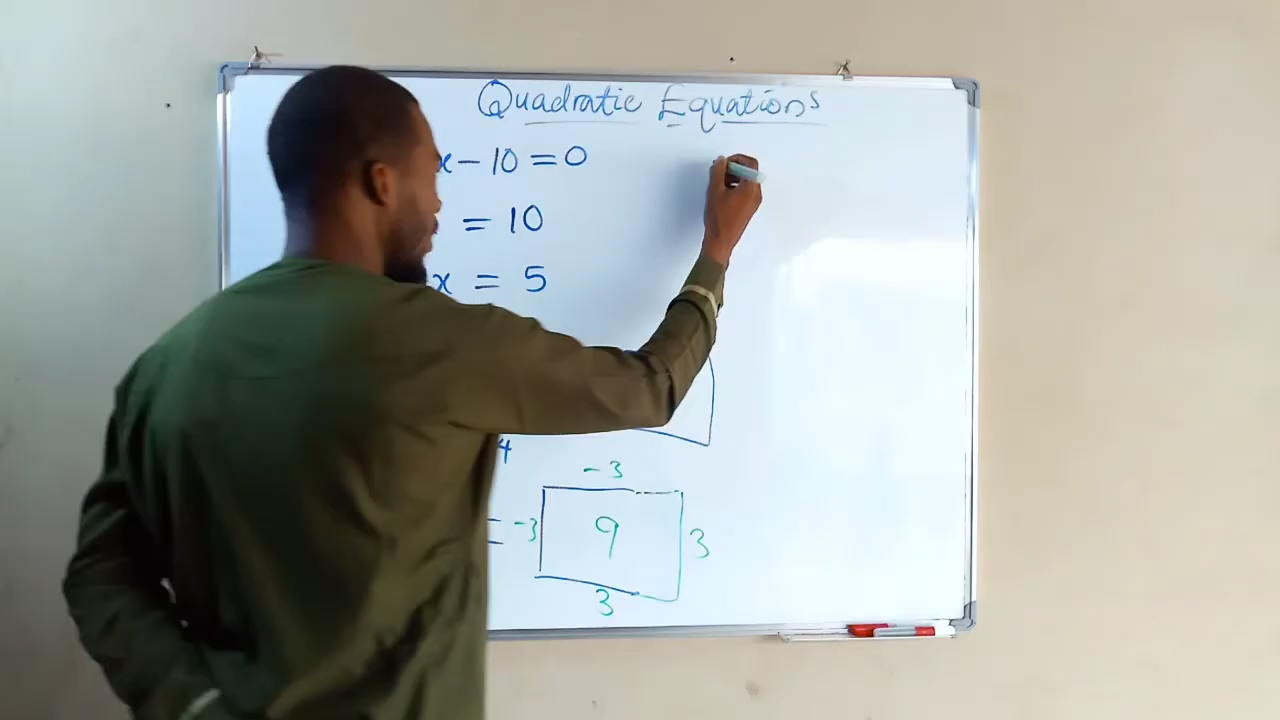 Quadratic Equations
x - 10 = 0
= 10
x = 5
4
-3
= -3 9 3
3